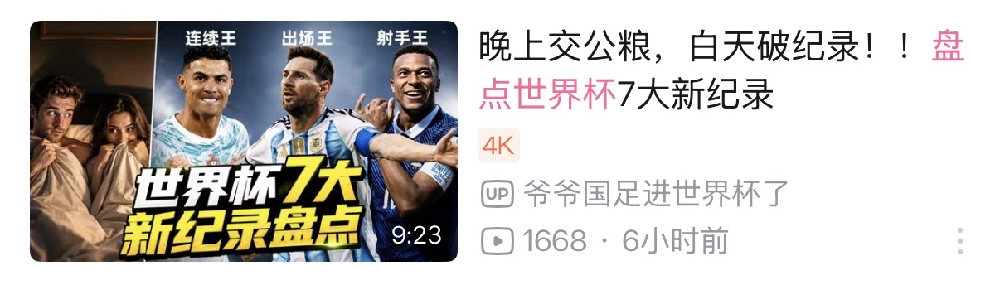 连续王 出场王 射手王
世界杯7大
新纪录盘点
9:23
晚上交公粮，白天破纪录！！盘
点世界杯7大新纪录
4K
UP 爷爷国足进世界杯了
1668 · 6小时前